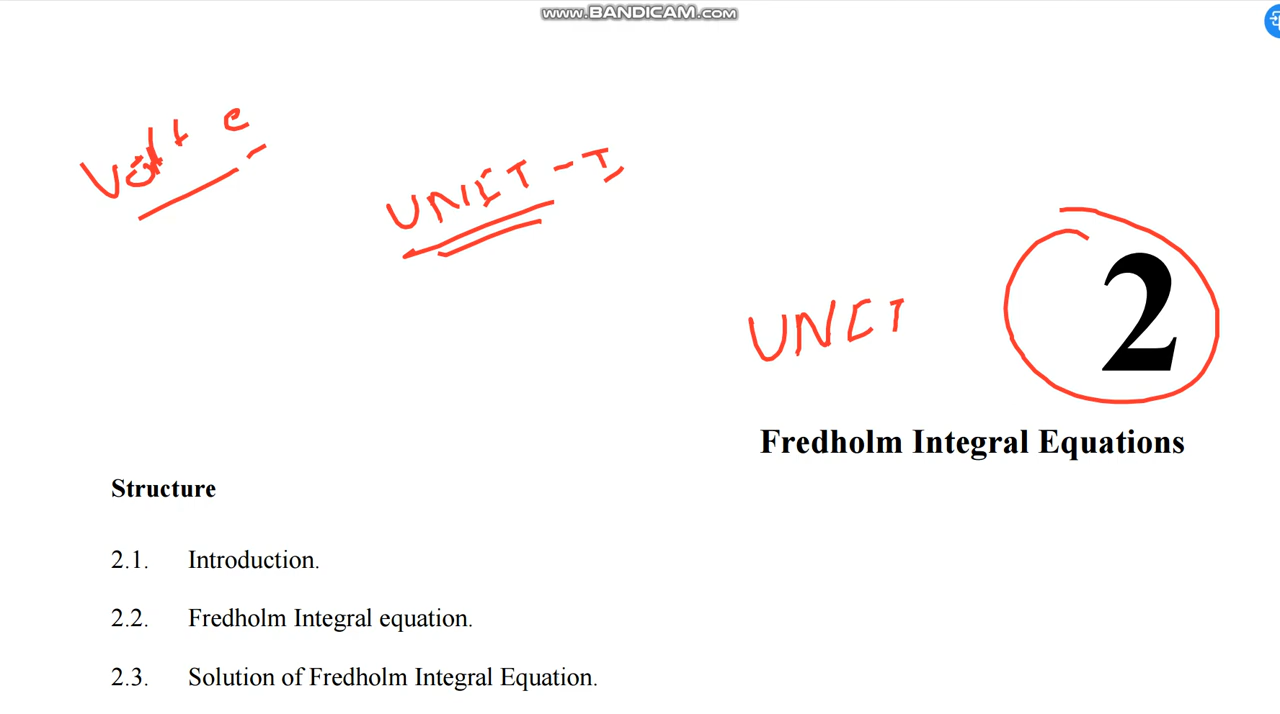 www.BANDICAM.com
UNIT - I
UNIT
2
Fredholm Integral Equations
Structure
2.1. Introduction.
2.2. Fredholm Integral equation.
2.3. Solution of Fredholm Integral Equation.